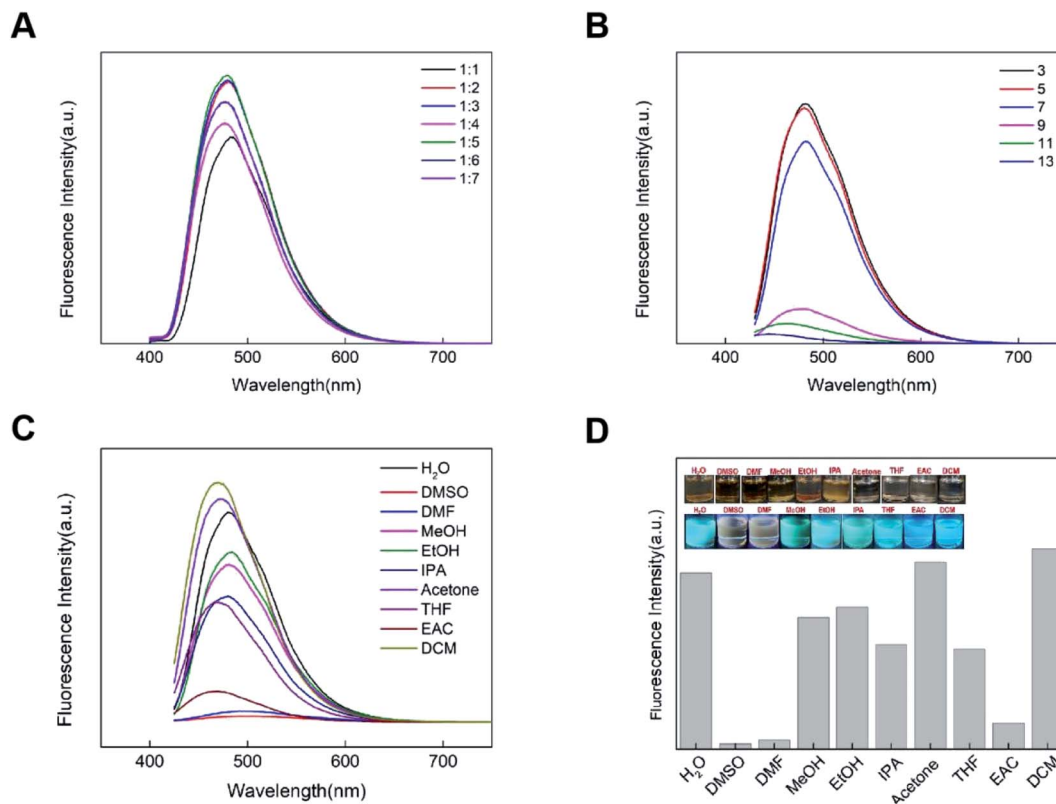 A
Fluorescence Intensity(a.u.)
1:1
1:2
1:3
1:4
1:5
1:6
1:7
400 500 600 700
Wavelength(nm)
B
Fluorescence Intensity(a.u.)
3
5
7
9
11
13
400 500 600 700
Wavelength(nm)
C
Fluorescence Intensity(a.u.)
H₂O
DMSO
DMF
MeOH
EtOH
IPA
Acetone
THF
EAC
DCM
400 500 600 700
Wavelength(nm)
D
Fluorescence Intensity(a.u.)
H₂O DMSO DMF MeOH EtOH IPA Acetone THF EAC DCM
H₂O DMSO DMF MeOH EtOH IPA THF EAC DCM
H₂O DMSO DMF MeOH EtOH IPA Acetone THF EAC DCM